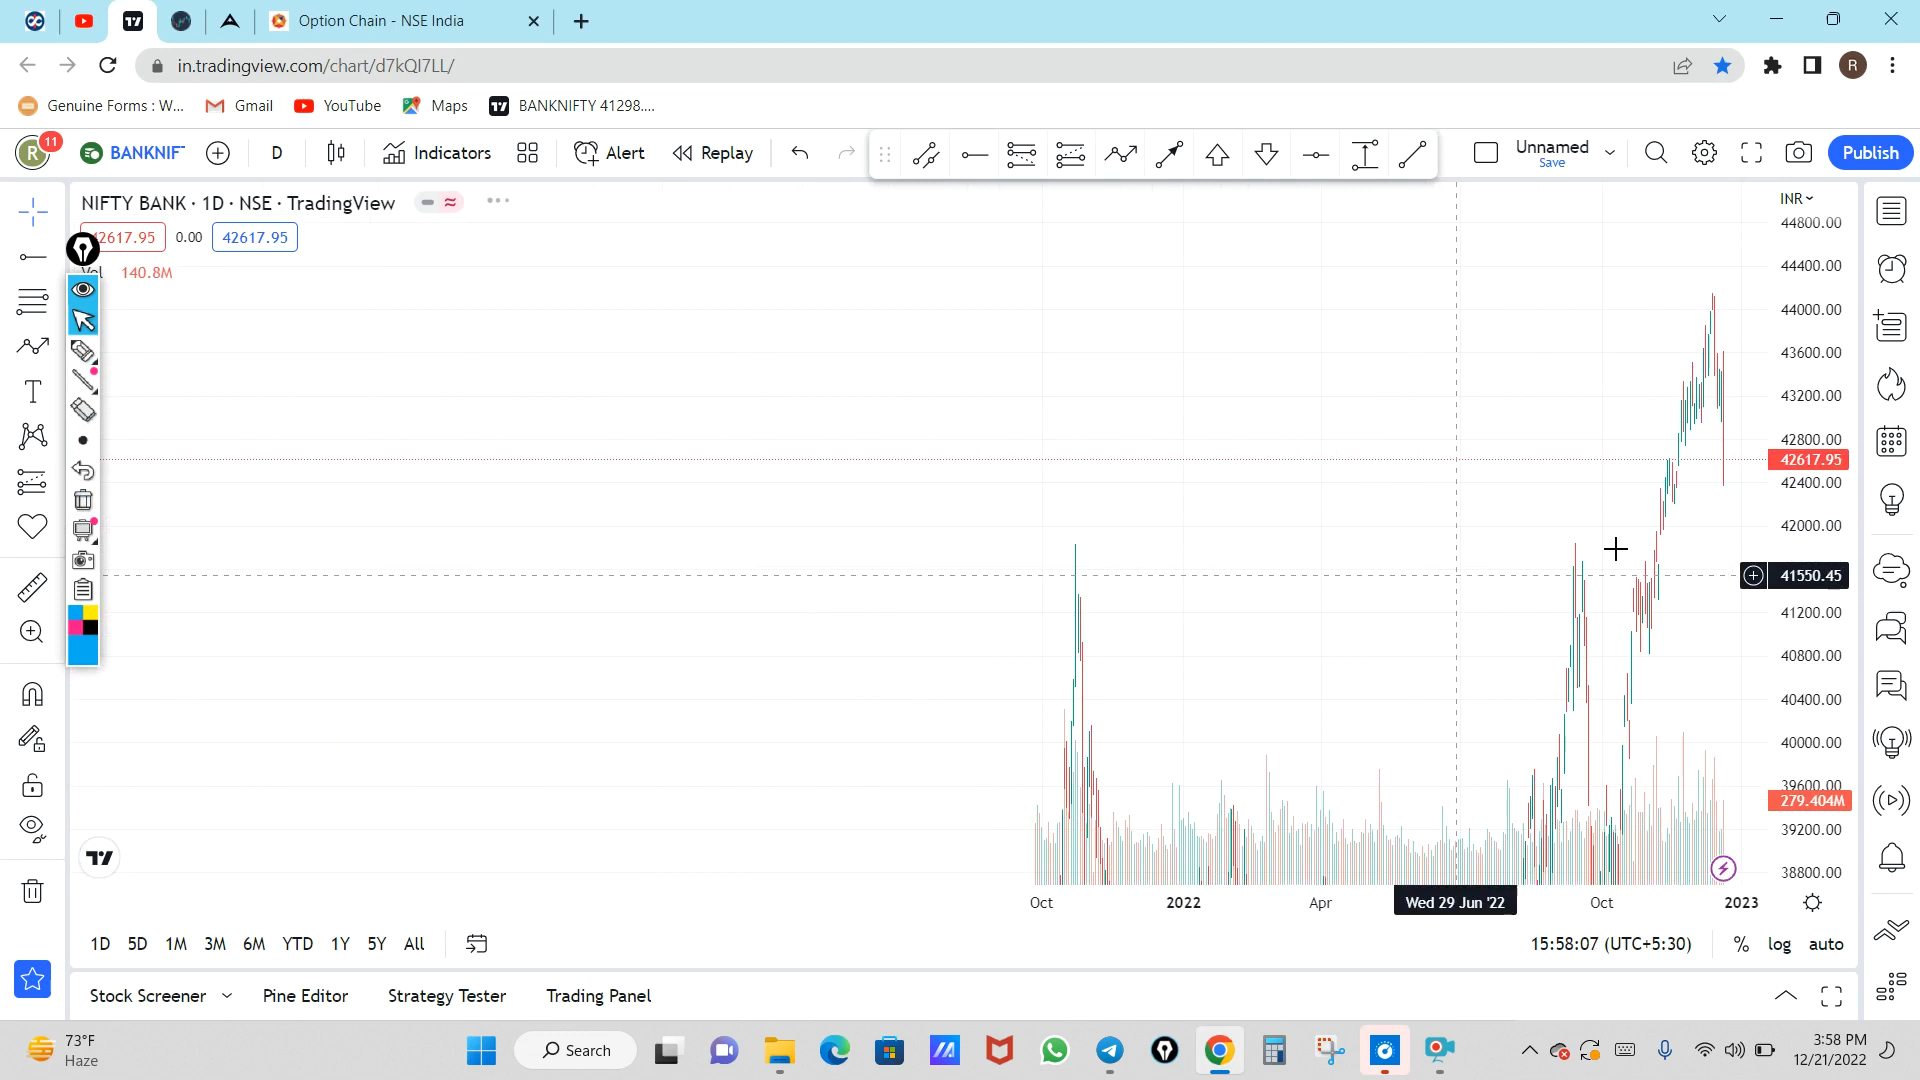 Option Chain - NSE India
in.tradingview.com/chart/d7kQI7LL/
R
Genuine Forms : W... Gmail YouTube Maps BANKNIFTY 41298....
R 11 BANKNIF D Indicators Alert Replay Unnamed Save Publish
NIFTY BANK · 1D · NSE · TradingView
INR
42617.95 0.00 42617.95
Vol 140.8M
44800.00
44400.00
44000.00
43600.00
43200.00
42800.00
42617.95
42400.00
42000.00
41550.45
41200.00
40800.00
40400.00
40000.00
39600.00
279.404M
39200.00
38800.00
Oct 2022 Apr Wed 29 Jun '22 Oct 2023
1D 5D 1M 3M 6M YTD 1Y 5Y All 15:58:07 (UTC+5:30) % log auto
Stock Screener Pine Editor Strategy Tester Trading Panel
73°F
Haze
Search
3:58 PM
12/21/2022